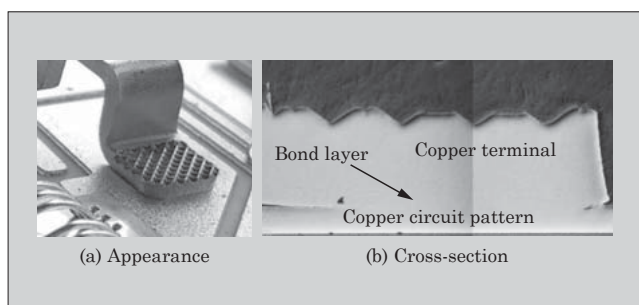 Bond layer
Copper terminal
Copper circuit pattern
(a) Appearance
(b) Cross-section